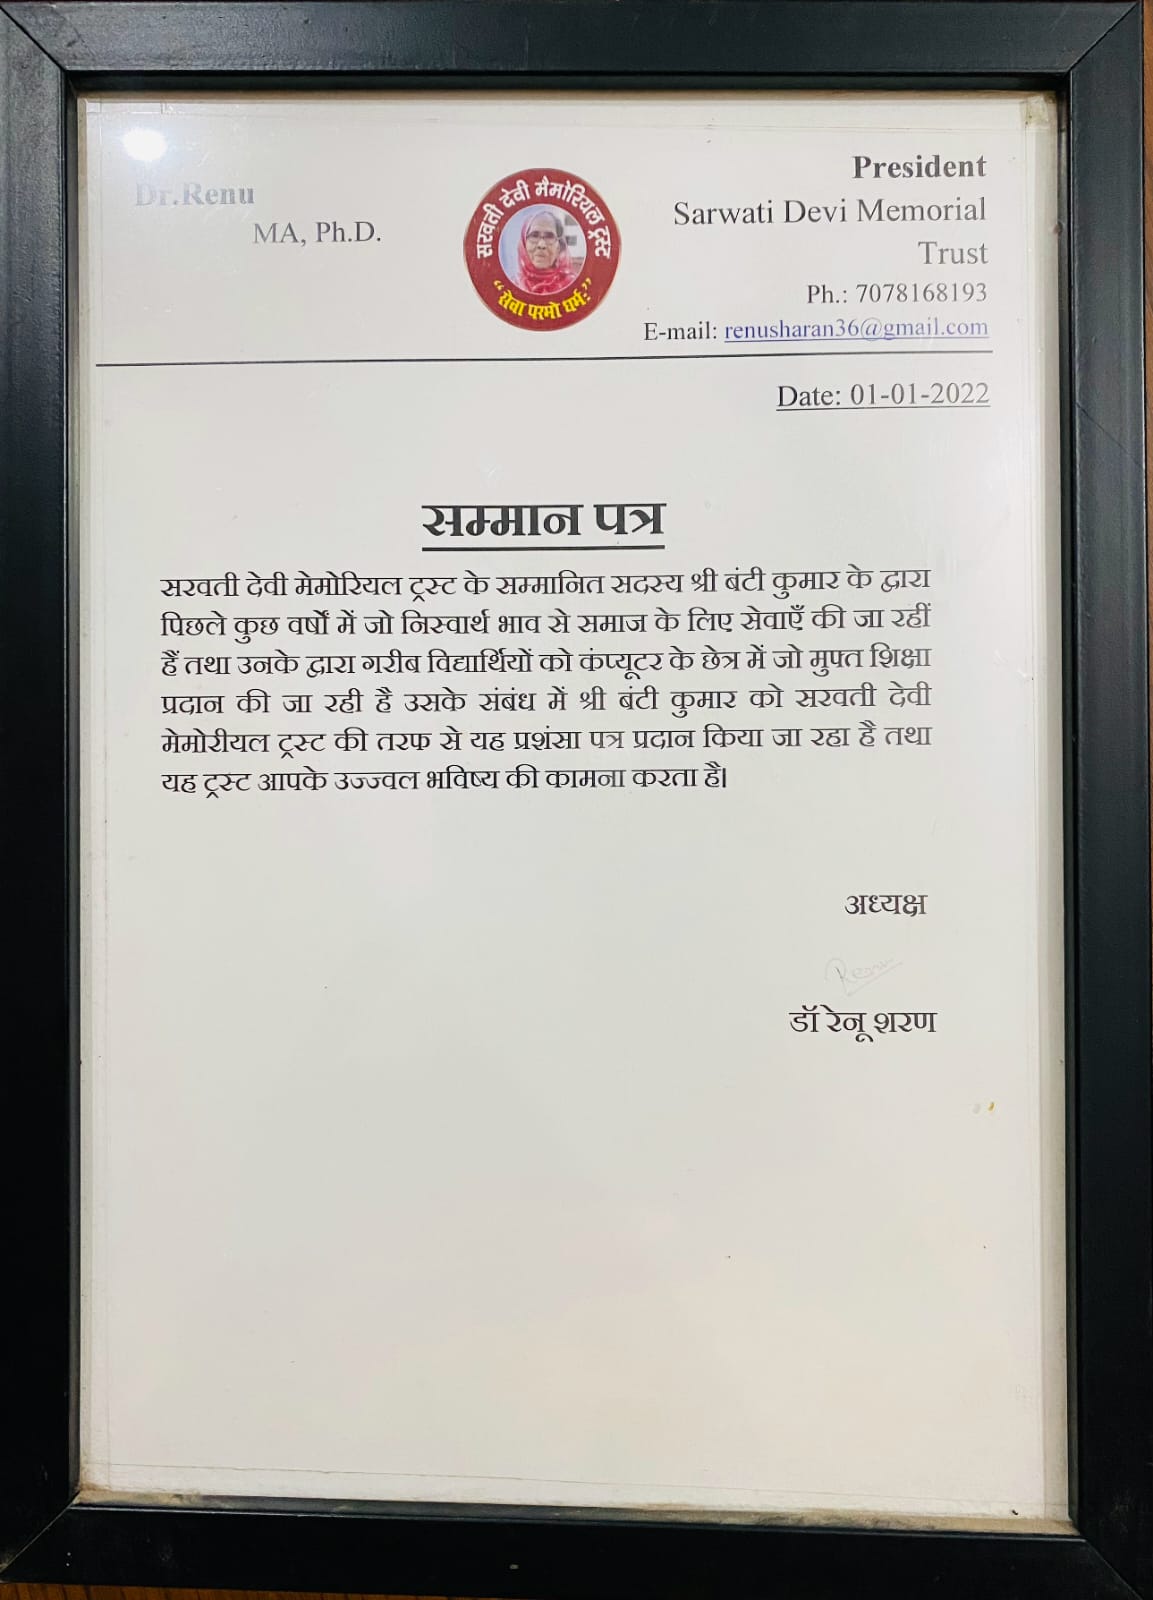 Dr.Renu
MA, Ph.D.
सरवती देवी मैमोरियल ट्रस्ट
“सेवा परमो धर्म:”
President
Sarwati Devi Memorial
Trust
Ph.: 7078168193
E-mail: renusharan36@gmail.com
Date: 01-01-2022
सम्मान पत्र
सरवती देवी मेमोरियल ट्रस्ट के सम्मानित सदस्य श्री बंटी कुमार के द्वारा
पिछले कुछ वर्षों में जो निस्वार्थ भाव से समाज के लिए सेवाएँ की जा रहीं
हैं तथा उनके द्वारा गरीब विद्यार्थियों को कंप्यूटर के छेत्र में जो मुफ्त शिक्षा
प्रदान की जा रही है उसके संबंध में श्री बंटी कुमार को सरवती देवी
मेमोरीयल ट्रस्ट की तरफ से यह प्रशंसा पत्र प्रदान किया जा रहा है तथा
यह ट्रस्ट आपके उज्ज्वल भविष्य की कामना करता है।
अध्यक्ष
Renu
डॉ रेनू शरण